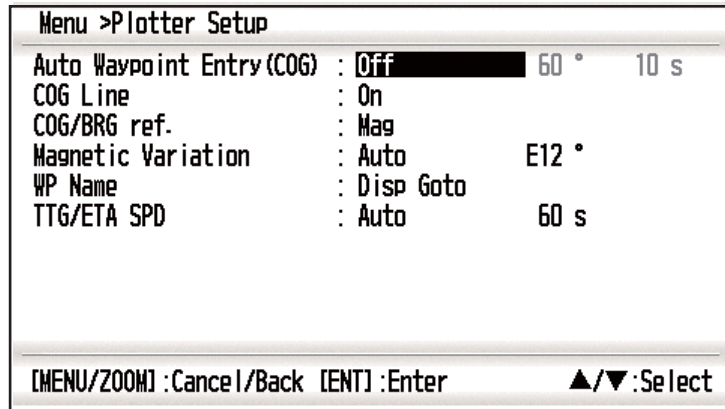 Menu >Plotter Setup
Auto Waypoint Entry(COG) : Off 60 ° 10 s
COG Line : On
COG/BRG ref. : Mag
Magnetic Variation : Auto E12 °
WP Name : Disp Goto
TTG/ETA SPD : Auto 60 s
[MENU/ZOOM]:Cancel/Back [ENT]:Enter ▲/▼:Select